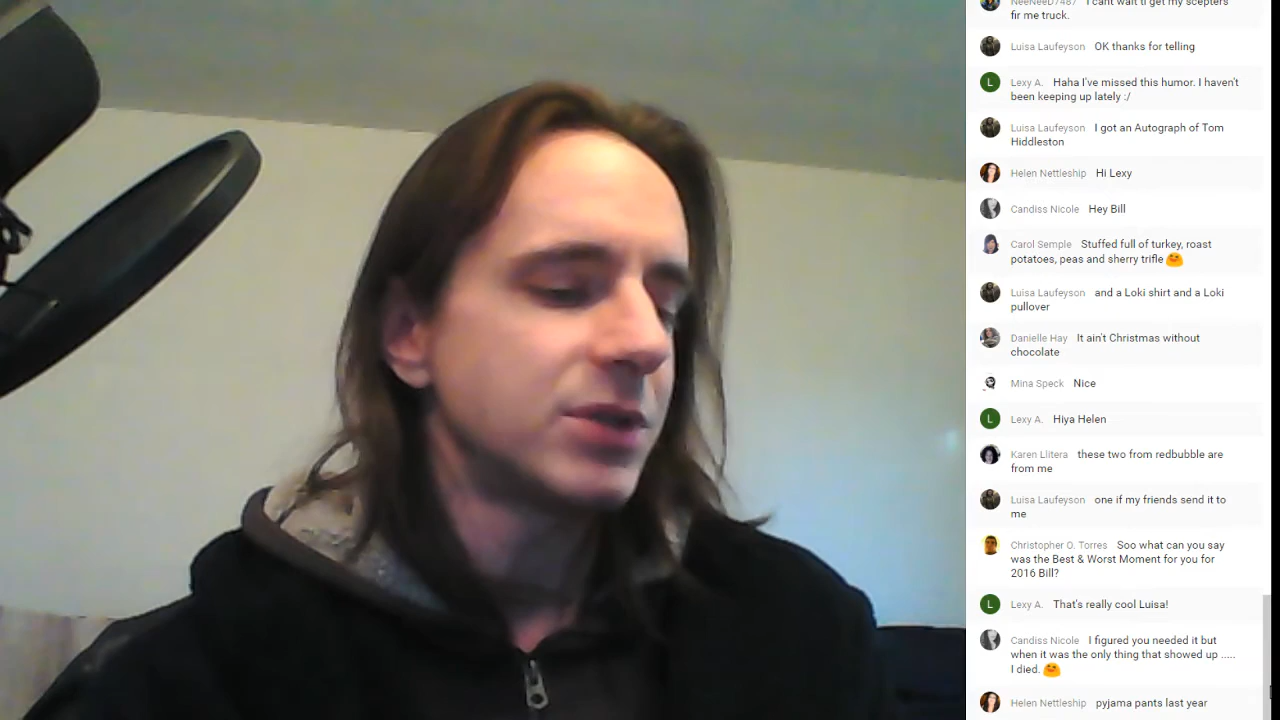 NeeNeeD7487 I cant wait ti get my scepters
fir me truck.
Luisa Laufeyson OK thanks for telling
L Lexy A. Haha I've missed this humor. I haven't
been keeping up lately :/
Luisa Laufeyson I got an Autograph of Tom
Hiddleston
Helen Nettleship Hi Lexy
Candiss Nicole Hey Bill
Carol Semple Stuffed full of turkey, roast
potatoes, peas and sherry trifle
Luisa Laufeyson and a Loki shirt and a Loki
pullover
Danielle Hay It ain't Christmas without
chocolate
Mina Speck Nice
L Lexy A. Hiya Helen
Karen Llitera these two from redbubble are
from me
Luisa Laufeyson one if my friends send it to
me
Christopher O. Torres Soo what can you say
was the Best & Worst Moment for you for
2016 Bill?
L Lexy A. That's really cool Luisa!
Candiss Nicole I figured you needed it but
when it was the only thing that showed up .....
I died.
Helen Nettleship pyjama pants last year